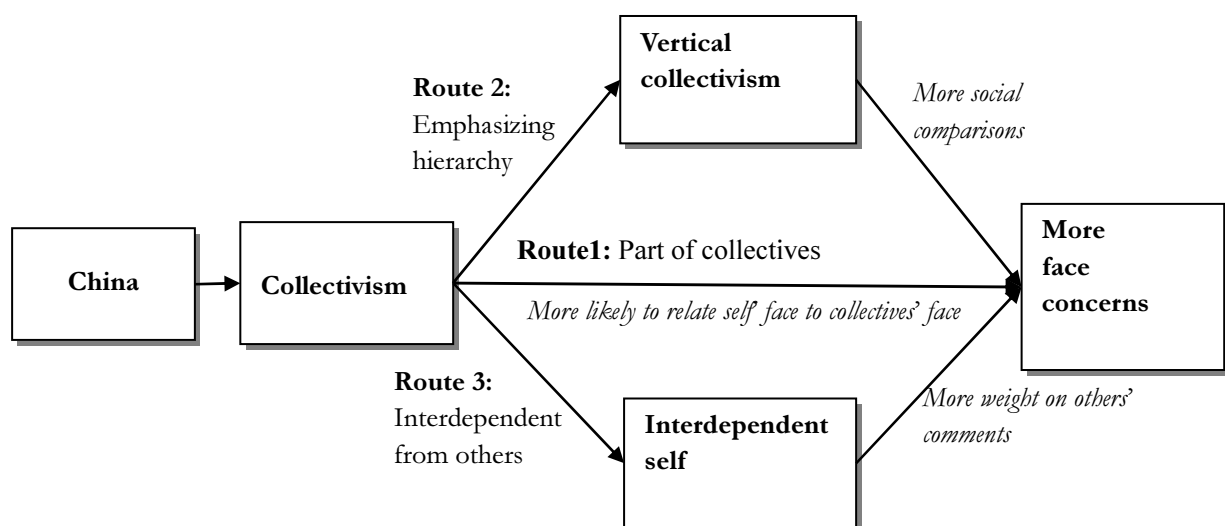 Vertical
collectivism
Route 2:
Emphasizing
hierarchy
More social
comparisons
China
Collectivism
Route1: Part of collectives
More likely to relate self' face to collectives' face
More
face
concerns
Route 3:
Interdependent
from others
Interdependent
self
More weight on others'
comments